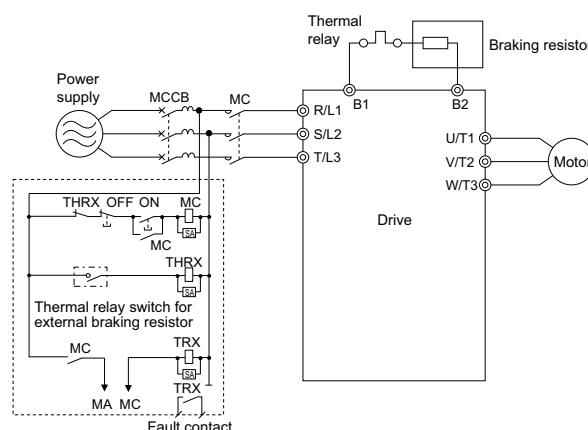 Thermal
relay
Braking resistor
Power
supply
MCCB
MC
B1
B2
R/L1
S/L2
T/L3
U/T1
V/T2
W/T3
Motor
Drive
THRX OFF ON
MC
SA
MC
THRX
SA
Thermal relay switch for
external braking resistor
MC
TRX
SA
TRX
MA MC
Fault contact